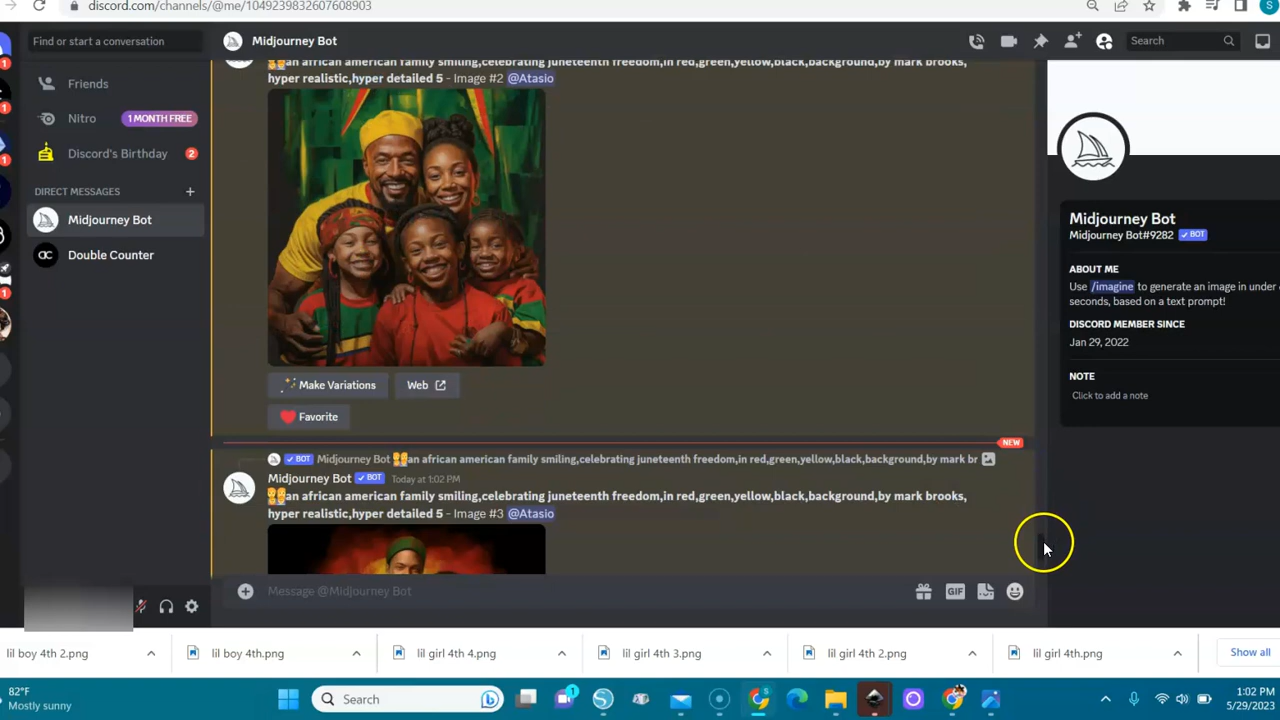 discord.com/channels/@me/1049239832607608903
Find or start a conversation
Midjourney Bot
Search
Friends
Nitro
1 MONTH FREE
Discord's Birthday
2
DIRECT MESSAGES
Midjourney Bot
Double Counter
an african american family smiling,celebrating juneteenth freedom,in red,green,yellow,black,background,by mark brooks,
hyper realistic,hyper detailed 5 - Image #2 @Atasio
Make Variations
Web
Favorite
NEW
BOT Midjourney Bot an african american family smiling,celebrating juneteenth freedom,in red,green,yellow,black,background,by mark br
Midjourney Bot BOT Today at 1:02 PM
an african american family smiling,celebrating juneteenth freedom,in red,green,yellow,black,background,by mark brooks,
hyper realistic,hyper detailed 5 - Image #3 @Atasio
Message @Midjourney Bot
GIF
Midjourney Bot
Midjourney Bot#9282 BOT
ABOUT ME
Use /imagine to generate an image in under
seconds, based on a text prompt!
DISCORD MEMBER SINCE
Jan 29, 2022
NOTE
Click to add a note
lil boy 4th 2.png
lil boy 4th.png
lil girl 4th 4.png
lil girl 4th 3.png
lil girl 4th 2.png
lil girl 4th.png
Show all
82°F
Mostly sunny
Search
1:02 PM
5/29/2023